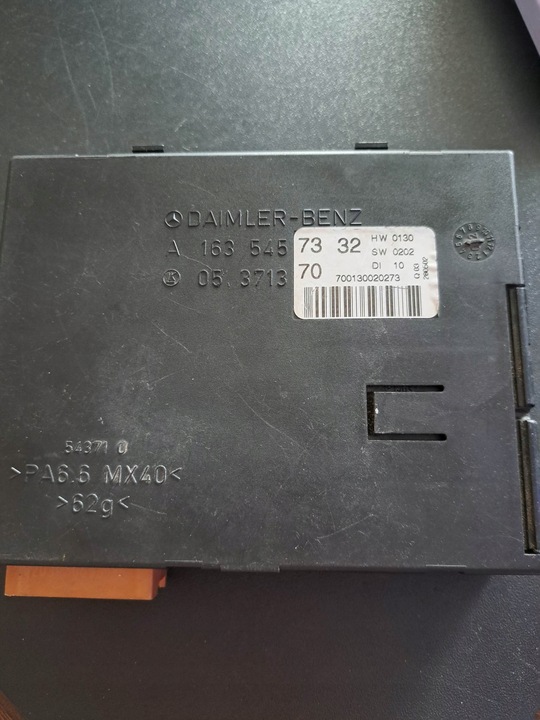 DAIMLER-BENZ
A 163 545 73 32
HW 0130
SW 0202
DI 10
05.3713 70
700130020273
Q 03
54371 0
>PA6.6 MX40<
>62g<